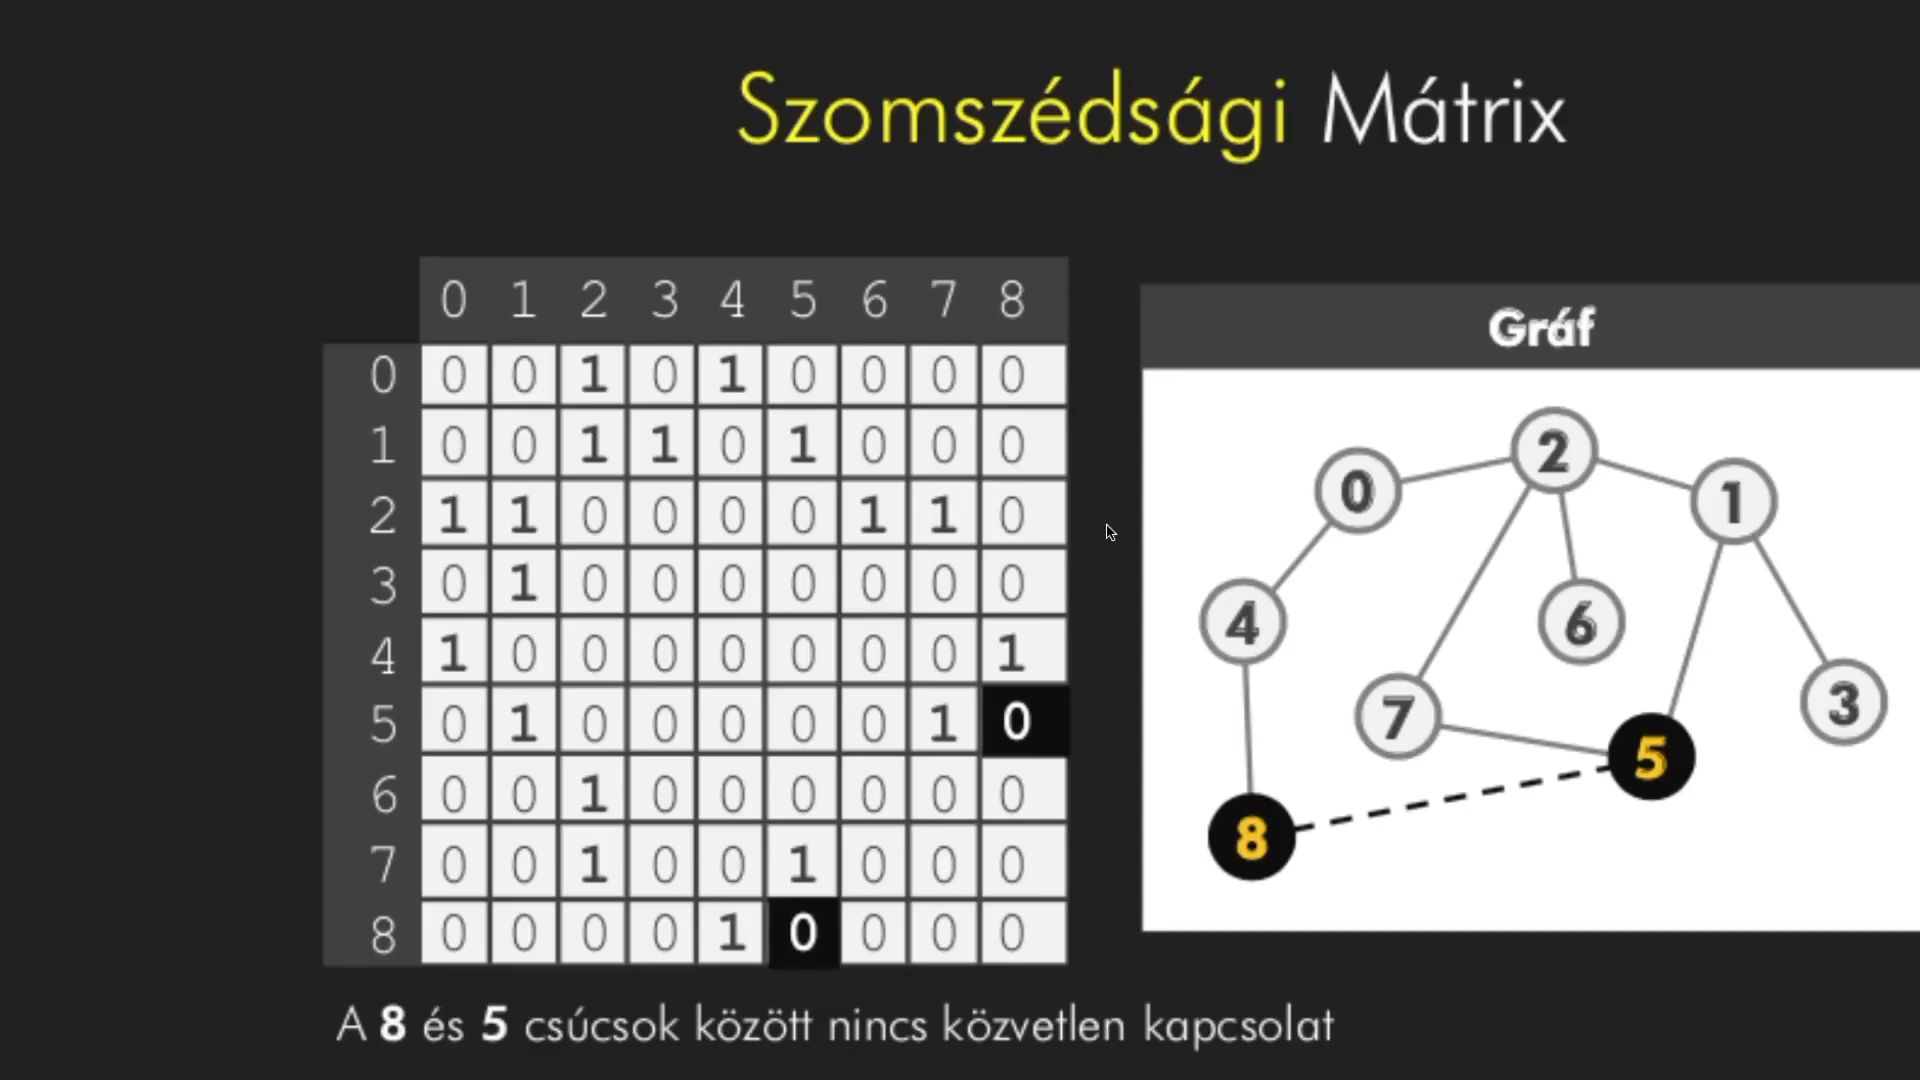 Szomszédsági Mátrix
0 1 2 3 4 5 6 7 8
0 0 0 1 0 1 0 0 0 0
1 0 0 1 1 0 1 0 0 0
2 1 1 0 0 0 0 1 1 0
3 0 1 0 0 0 0 0 0 0
4 1 0 0 0 0 0 0 0 1
5 0 1 0 0 0 0 0 1 0
6 0 0 1 0 0 0 0 0 0
7 0 0 1 0 0 1 0 0 0
8 0 0 0 0 1 0 0 0 0
Gráf
2
0
1
4
6
3
7
5
8
A 8 és 5 csúcsok között nincs közvetlen kapcsolat